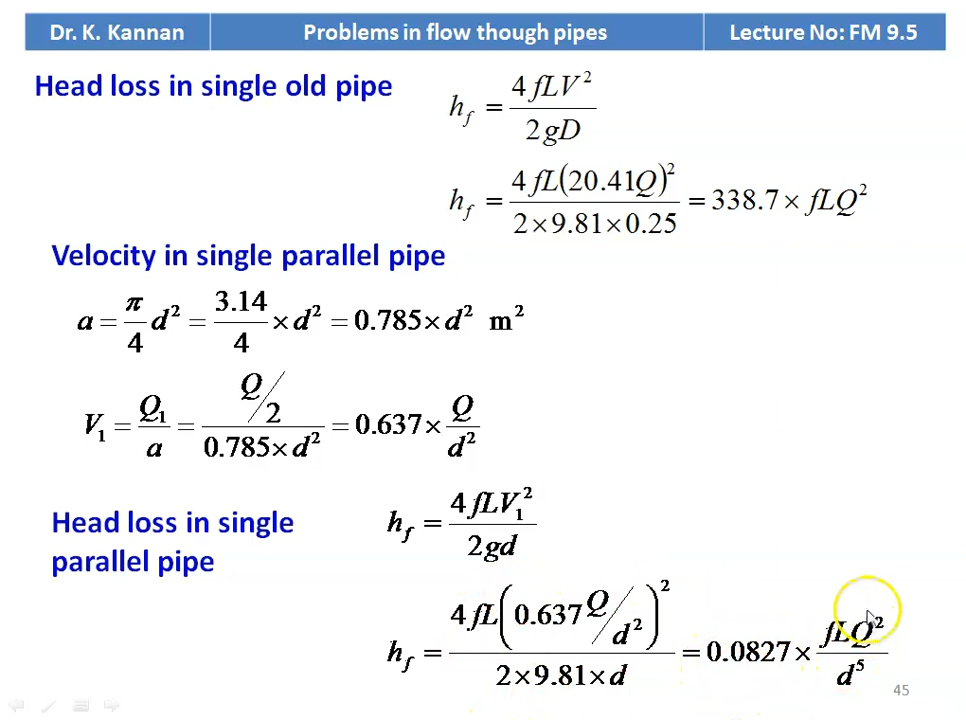 Dr. K. Kannan
Problems in flow though pipes
Lecture No: FM 9.5
Head loss in single old pipe
h_f = 4 fLV² / 2 gD
h_f = 4 fL(20.41Q)² / 2 × 9.81 × 0.25 = 338.7 × fLQ²
Velocity in single parallel pipe
a = π/4 d² = 3.14/4 × d² = 0.785 × d² m²
V₁ = Q₁/a = (Q/2) / (0.785 × d²) = 0.637 × Q/d²
Head loss in single
parallel pipe
h_f = 4 fLV₁² / 2gd
h_f = 4 fL(0.637 Q/d²)² / 2 × 9.81 × d = 0.0827 × fLQ²/d⁵
45